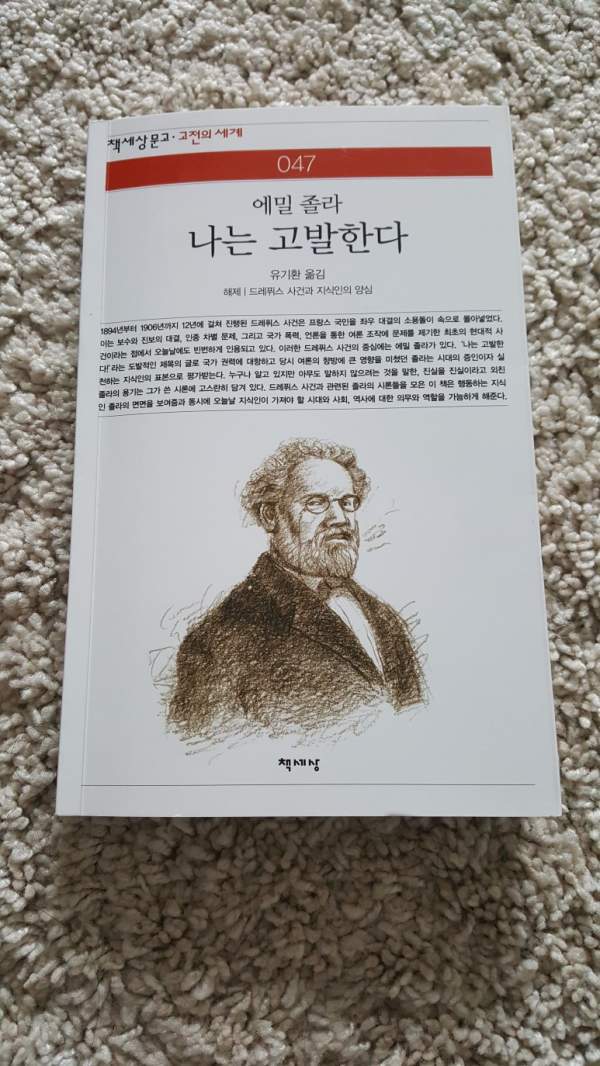 책세상문고·고전의세계
047
에밀 졸라
나는 고발한다
유기환 옮김
해제 | 드레퓌스 사건과 지식인의 양심
1894년부터 1906년까지 12년에 걸쳐 진행된 드레퓌스 사건은 프랑스 국민을 좌우 대결의 소용돌이 속으로 몰아넣었다.
이는 보수와 진보의 대결, 인종 차별 문제, 그리고 국가 폭력, 언론을 통한 여론 조작에 문제를 제기한 최초의 현대적 사
건이라는 점에서 오늘날에도 빈번하게 인용되고 있다. 이러한 드레퓌스 사건의 중심에는 에밀 졸라가 있다. '나는 고발한
다!'라는 도발적인 제목의 글로 국가 권력에 대항하고 당시 여론의 향방에 큰 영향을 미쳤던 졸라는 시대의 증인이자 실
천하는 지식인의 표본으로 평가받는다. 누구나 알고 있지만 아무도 말하지 않으려는 것을 말한, 진실을 진실이라고 외친
졸라의 용기는 그가 쓴 시론에 고스란히 담겨 있다. 드레퓌스 사건과 관련된 졸라의 시론들을 모은 이 책은 행동하는 지식
인 졸라의 면면을 보여줌과 동시에 오늘날 지식인이 가져야 할 시대와 사회, 역사에 대한 의무와 역할을 가늠하게 해준다.
책세상